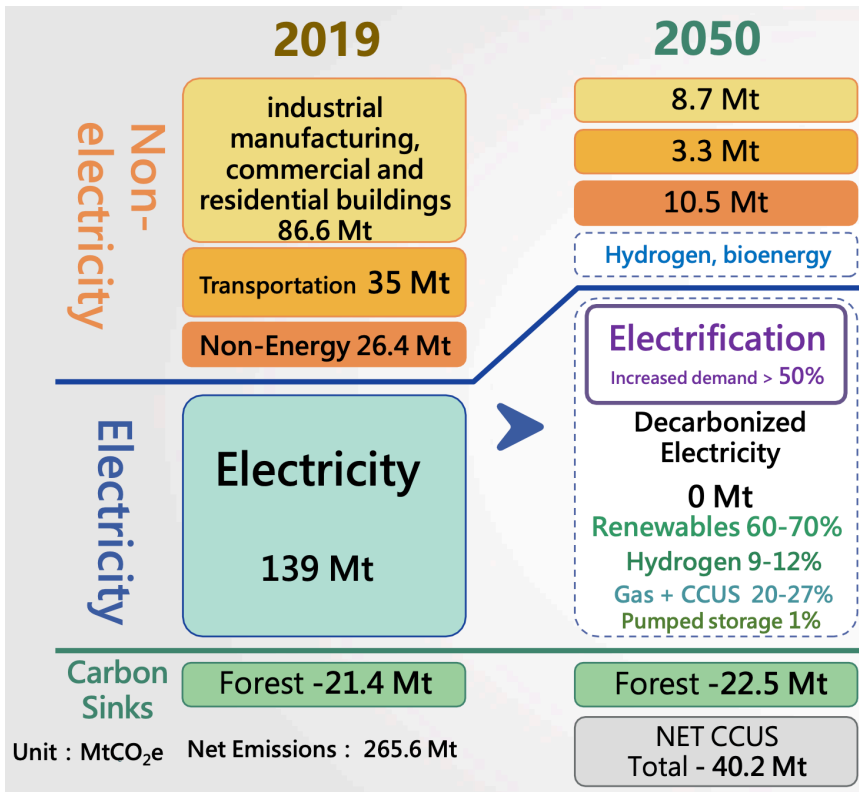 2019
2050
Non-
electricity
industrial
manufacturing,
commercial and
residential buildings
86.6 Mt
Transportation 35 Mt
Non-Energy 26.4 Mt
8.7 Mt
3.3 Mt
10.5 Mt
Hydrogen, bioenergy
Electricity
Electricity
139 Mt
Electrification
Increased demand > 50%
Decarbonized
Electricity
0 Mt
Renewables 60-70%
Hydrogen 9-12%
Gas + CCUS 20-27%
Pumped storage 1%
Carbon
Sinks
Forest -21.4 Mt
Forest -22.5 Mt
Unit : MtCO₂e
Net Emissions : 265.6 Mt
NET CCUS
Total - 40.2 Mt